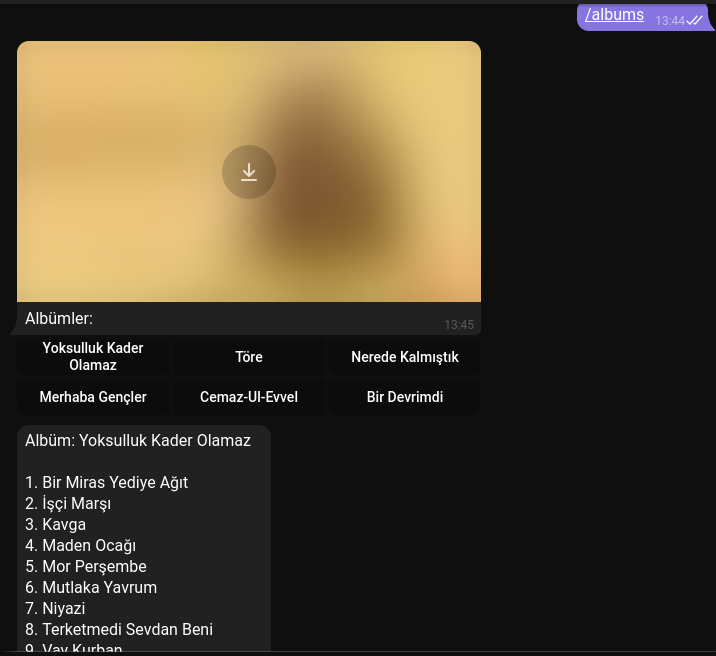 /albums
13:44
Albümler:
13:45
Yoksulluk Kader
Olamaz
Töre
Nerede Kalmıştık
Merhaba Gençler
Cemaz-Ul-Evvel
Bir Devrimdi
Albüm: Yoksulluk Kader Olamaz
1. Bir Miras Yediye Ağıt
2. İşçi Marşı
3. Kavga
4. Maden Ocağı
5. Mor Perşembe
6. Mutlaka Yavrum
7. Niyazi
8. Terketmedi Sevdan Beni
9. Vay Kurban